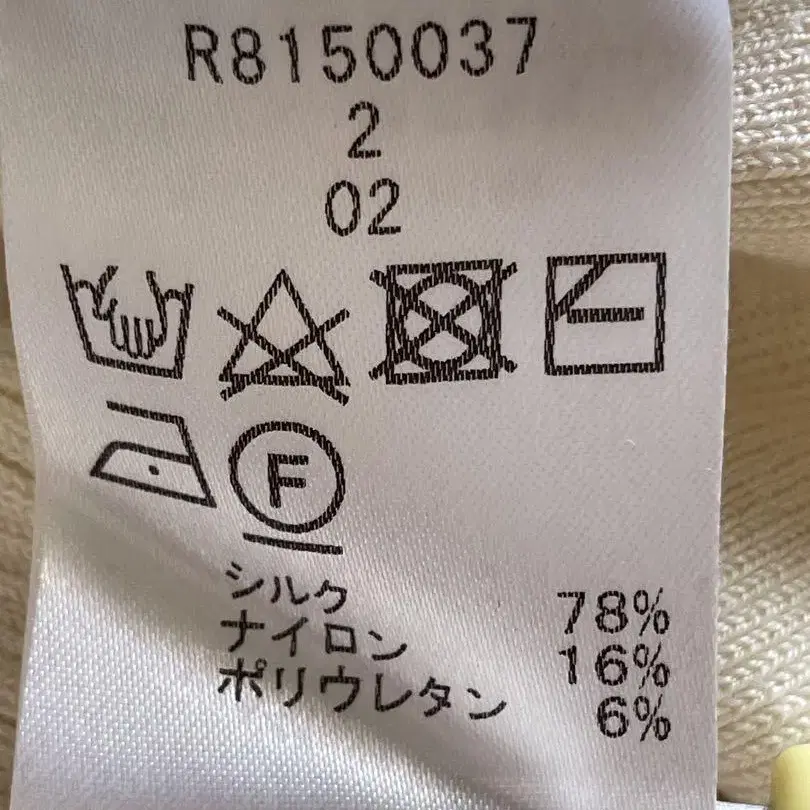 R8150037
2
02
F
シルク 78%
ナイロン 16%
ポリウレタン 6%